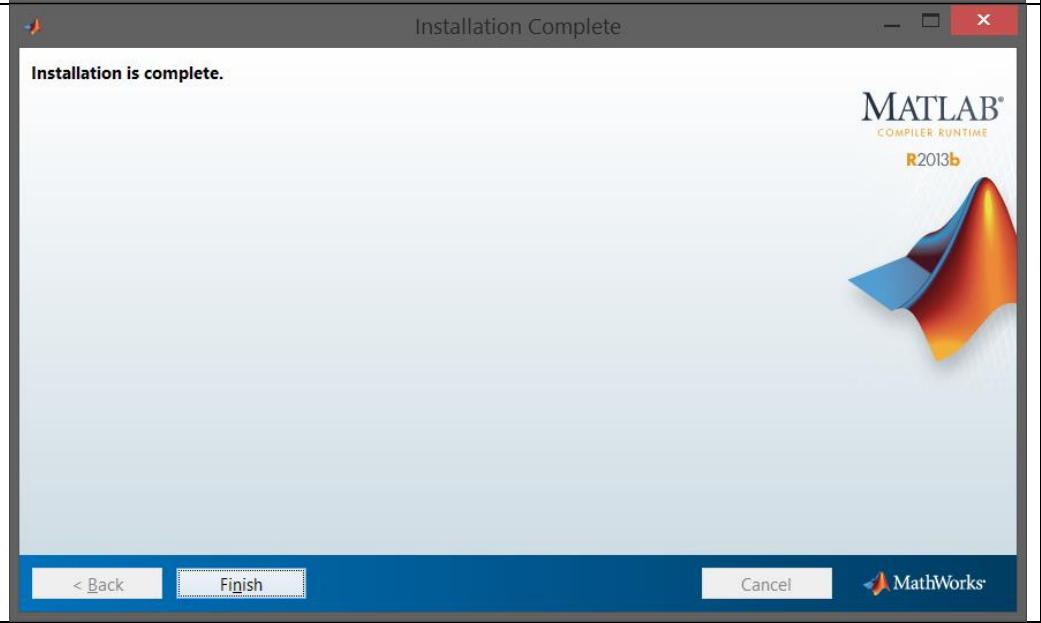 Installation Complete
Installation is complete.
MATLAB®
COMPILER RUNTIME
R2013b
< Back
Finish
Cancel
MathWorks®